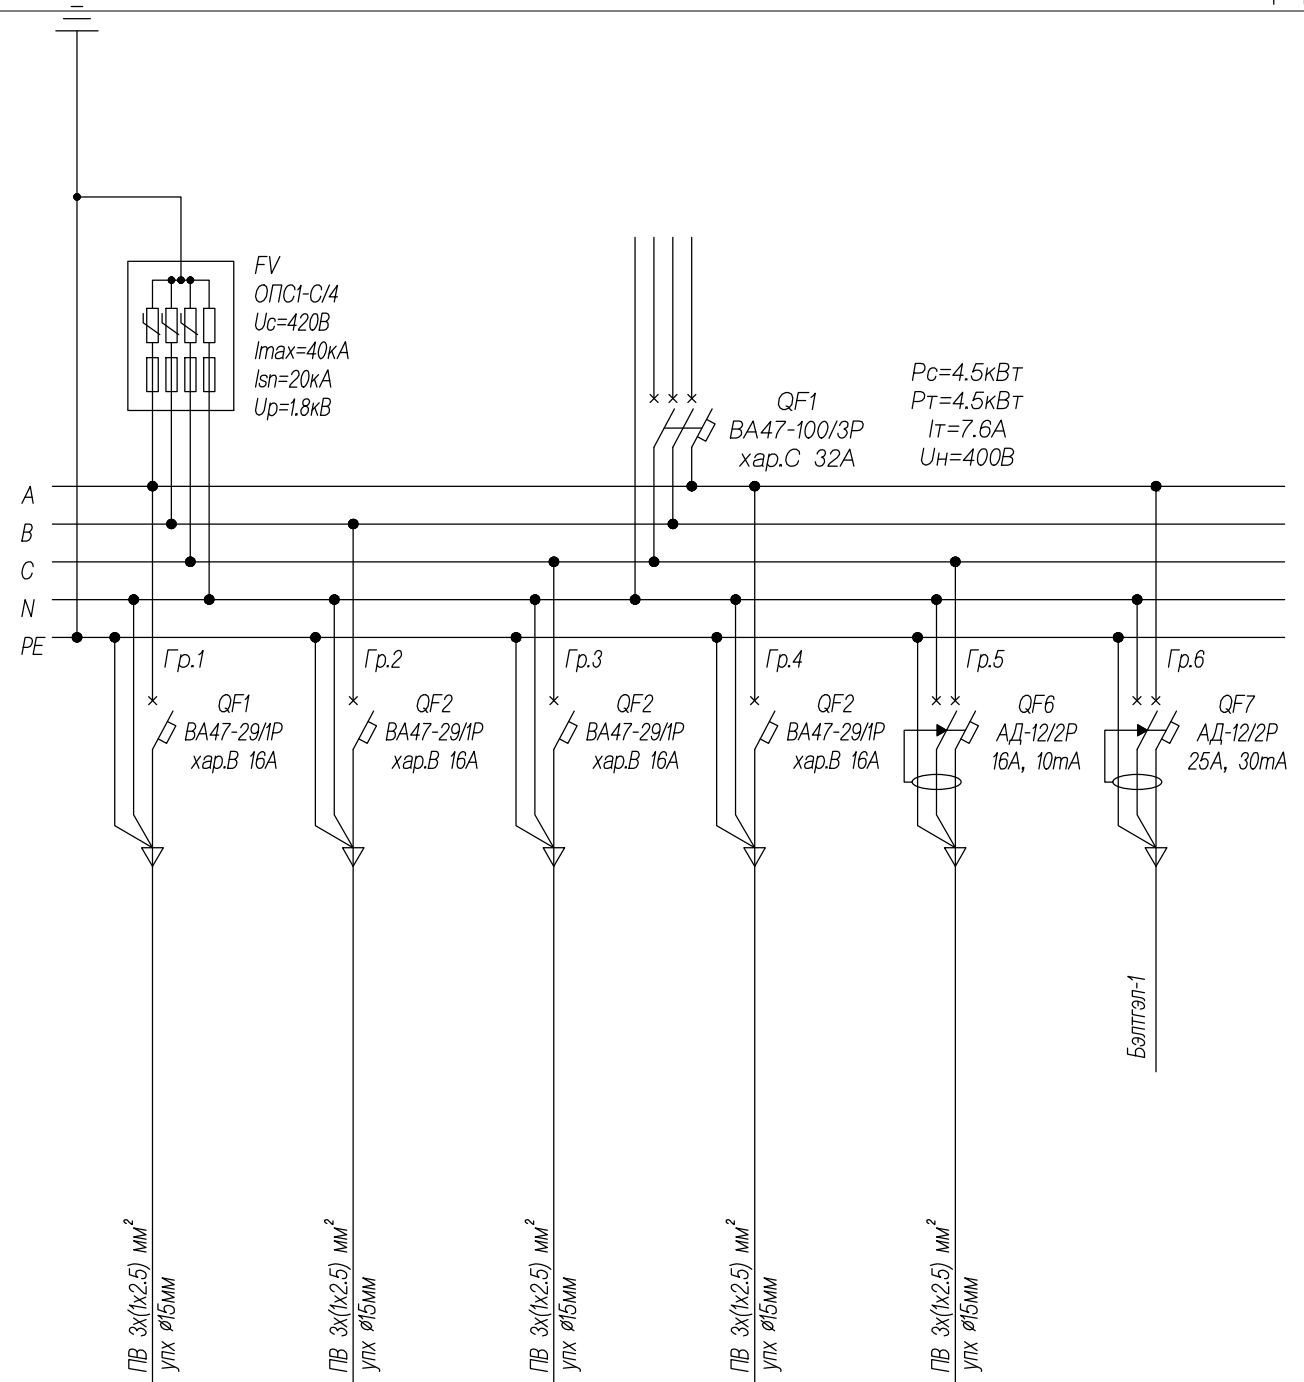 FV
ОПС1-С/4
Uc=420В
Imax=40кА
Isn=20кА
Up=1.8кВ
QF1
ВА47-100/3Р
хар.С 32А
Рс=4.5кВт
Рт=4.5кВт
Iт=7.6А
Uн=400В
A
B
C
N
PE
Гр.1
Гр.2
Гр.3
Гр.4
Гр.5
Гр.6
QF1
ВА47-29/1Р
хар.В 16А
QF2
ВА47-29/1Р
хар.В 16А
QF2
ВА47-29/1Р
хар.В 16А
QF2
ВА47-29/1Р
хар.В 16А
QF6
АД-12/2Р
16А, 10mA
QF7
АД-12/2Р
25А, 30mA
Бэлтгэл-1
ПВ 3х(1х2.5) мм²
упх ø15мм
ПВ 3х(1х2.5) мм²
упх ø15мм
ПВ 3х(1х2.5) мм²
упх ø15мм
ПВ 3х(1х2.5) мм²
упх ø15мм
ПВ 3х(1х2.5) мм²
упх ø15мм